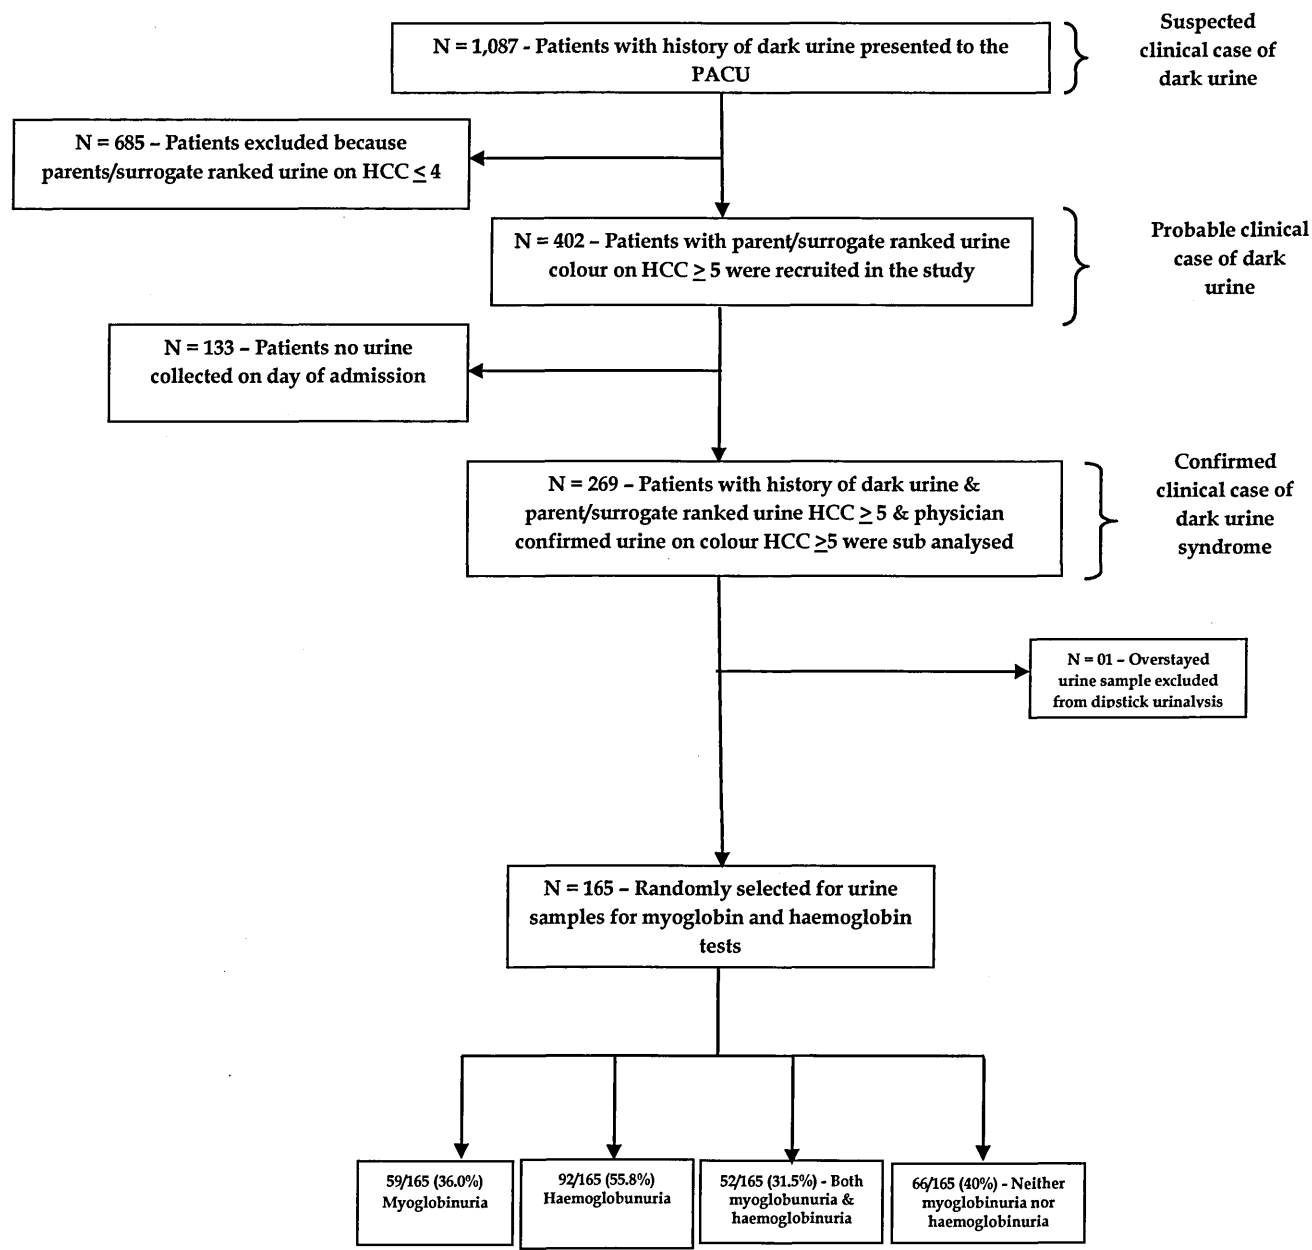 N = 1,087 - Patients with history of dark urine presented to the
PACU
Suspected
clinical case of
dark urine
N = 685 – Patients excluded because
parents/surrogate ranked urine on HCC ≤ 4
N = 402 – Patients with parent/surrogate ranked urine
colour on HCC ≥ 5 were recruited in the study
Probable clinical
case of dark
urine
N = 133 – Patients no urine
collected on day of admission
N = 269 – Patients with history of dark urine &
parent/surrogate ranked urine HCC ≥ 5 & physician
confirmed urine on colour HCC ≥5 were sub analysed
Confirmed
clinical case of
dark urine
syndrome
N = 01 – Overstayed
urine sample excluded
from dipstick urinalysis
N = 165 – Randomly selected for urine
samples for myoglobin and haemoglobin
tests
59/165 (36.0%)
Myoglobinuria
92/165 (55.8%)
Haemoglobunuria
52/165 (31.5%) - Both
myoglobunuria &
haemoglobinuria
66/165 (40%) - Neither
myoglobinuria nor
haemoglobinuria